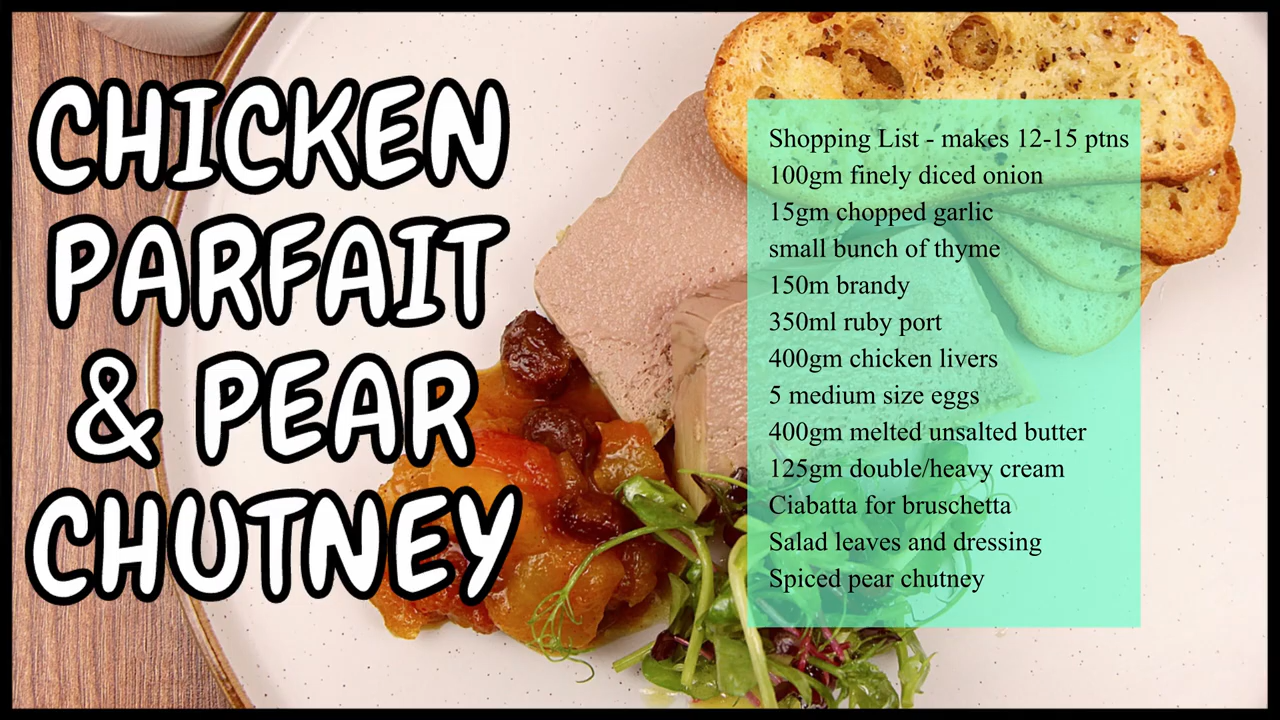 CHICKEN
PARFAIT
& PEAR
CHUTNEY
Shopping List - makes 12-15 ptns
100gm finely diced onion
15gm chopped garlic
small bunch of thyme
150m brandy
350ml ruby port
400gm chicken livers
5 medium size eggs
400gm melted unsalted butter
125gm double/heavy cream
Ciabatta for bruschetta
Salad leaves and dressing
Spiced pear chutney